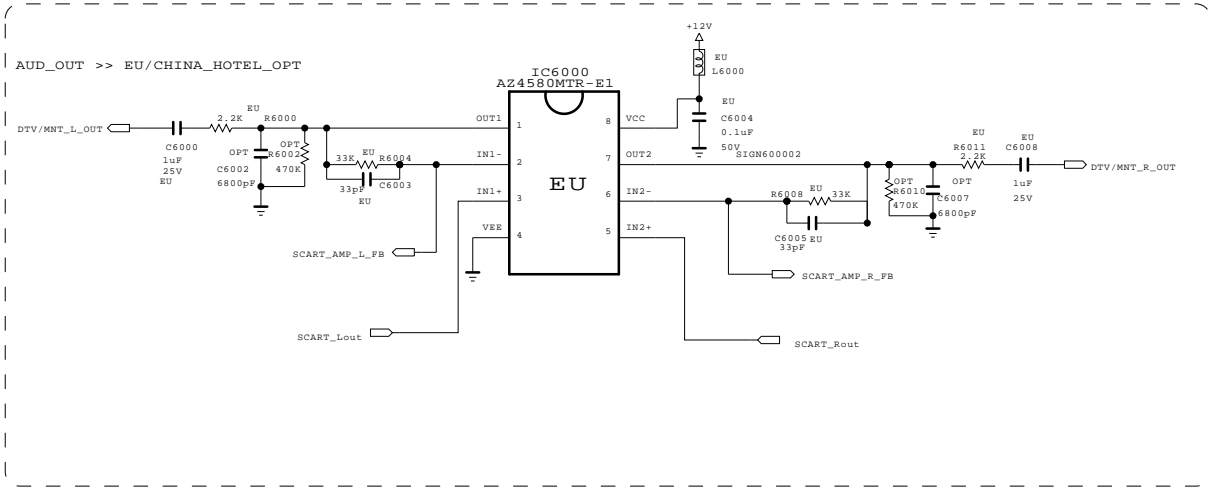 +12V
EU
L6000
AUD_OUT >> EU/CHINA_HOTEL_OPT
IC6000
AZ4580MTR-E1
EU
C6004
0.1uF
50V
EU
2.2K
R6000
DTV/MNT_L_OUT
C6000
1uF
25V
EU
OPT
C6002
6800pF
OPT
R6002
470K
33K
EU
R6004
33pF
C6003
EU
OUT1
1
IN1-
2
IN1+
3
VEE
4
EU
8
VCC
7
OUT2
6
IN2-
5
IN2+
SIGN600002
EU
R6011
2.2K
EU
C6008
1uF
25V
DTV/MNT_R_OUT
R6008
EU
33K
C6005
EU
33pF
OPT
R6010
470K
OPT
C6007
6800pF
SCART_AMP_L_FB
SCART_AMP_R_FB
SCART_Lout
SCART_Rout